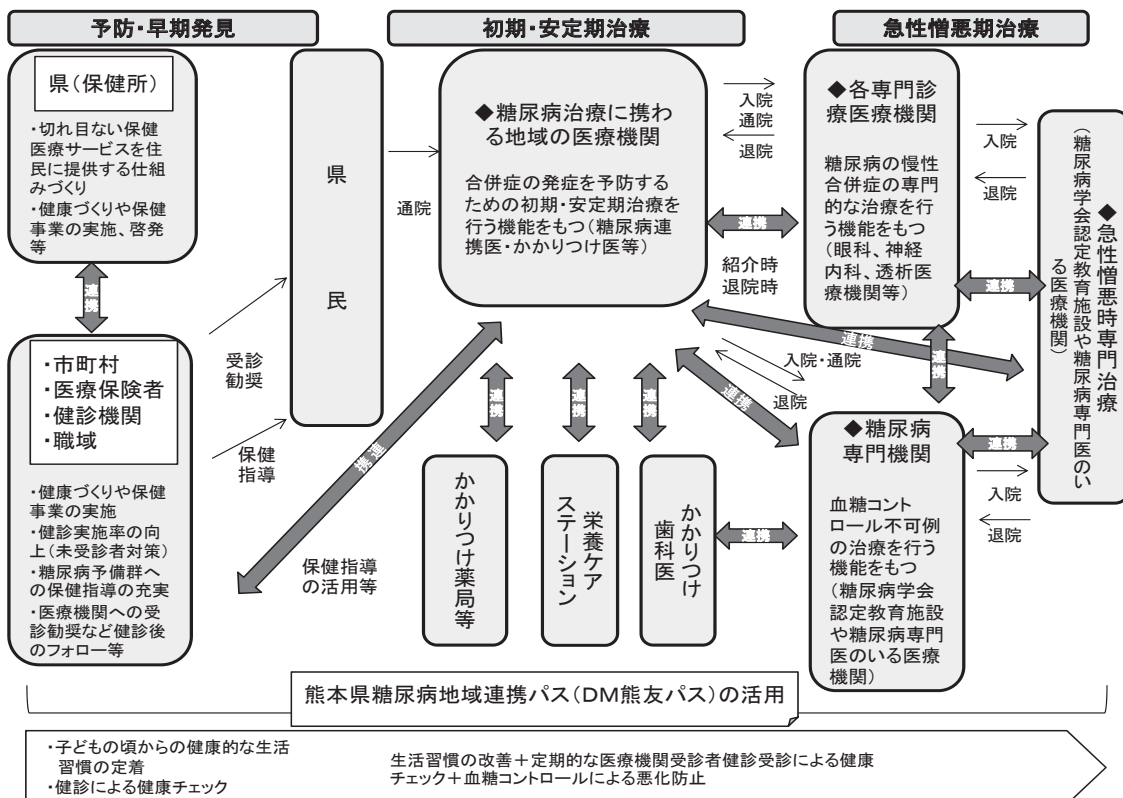 予防・早期発見
初期・安定期治療
急性憎悪期治療
県（保健所）
・切れ目ない保健
医療サービスを住
民に提供する仕組
みづくり
・健康づくりや保健
事業の実施、啓発
等
連携
・市町村
・医療保険者
・健診機関
・職域
・健康づくりや保健
事業の実施
・健診実施率の向
上（未受診者対策）
・糖尿病予備群へ
の保健指導の充実
・医療機関への受
診勧奨など健診後
のフォロー等
受診
勧奨
保健
指導
県
民
通院
◆糖尿病治療に携わ
る地域の医療機関
合併症の発症を予防する
ための初期・安定期治療を
行う機能をもつ（糖尿病連
携医・かかりつけ医等）
入院
通院
退院
連携
紹介時
退院時
◆各専門診
療医療機関
糖尿病の慢性
合併症の専門
的な治療を行
う機能をもつ
（眼科、神経
内科、透析医
療機関等）
入院
退院
連携
◆急性憎悪時専門治療
（糖尿病学会認定教育施設や糖尿病専門医のい
る医療機関）
連携
連携
入院・通院
退院
連携
連携
保健指導
の活用等
連携
連携
連携
かかりつけ薬局等
栄養ケア
ステーション
かかりつけ
歯科医
連携
◆糖尿病
専門機関
血糖コント
ロール不可例
の治療を行う
機能をもつ
（糖尿病学会
認定教育施設
や糖尿病専門
医のいる医療
機関）
連携
入院
退院
熊本県糖尿病地域連携パス（DM熊友パス）の活用
・子どもの頃からの健康的な生活
習慣の定着
・健診による健康チェック
生活習慣の改善＋定期的な医療機関受診者健診受診による健康
チェック＋血糖コントロールによる悪化防止